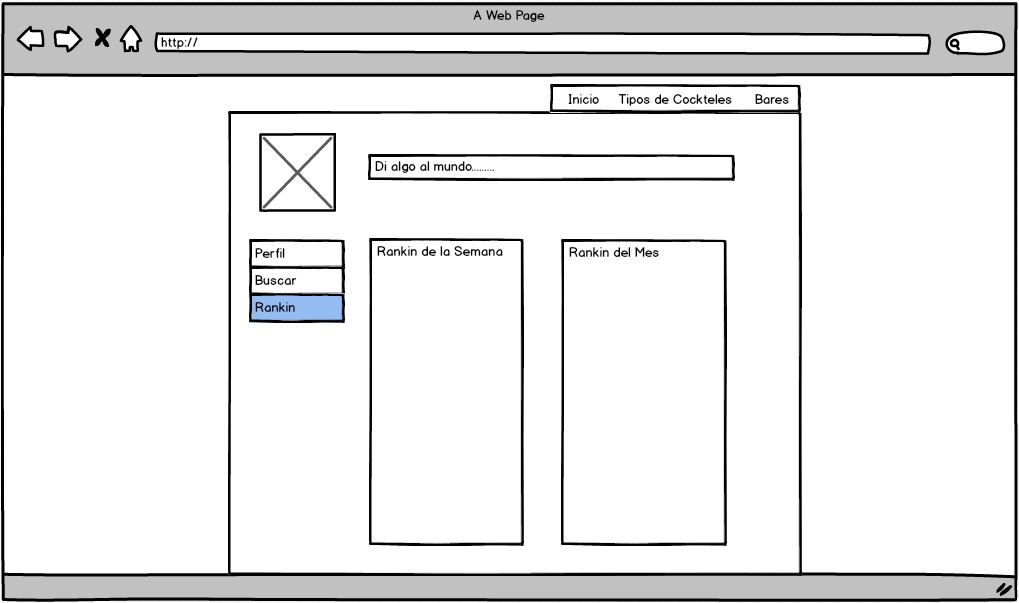 A Web Page
http://
Inicio Tipos de Cockteles Bares
Di algo al mundo.........
Perfil
Buscar
Rankin
Rankin de la Semana
Rankin del Mes